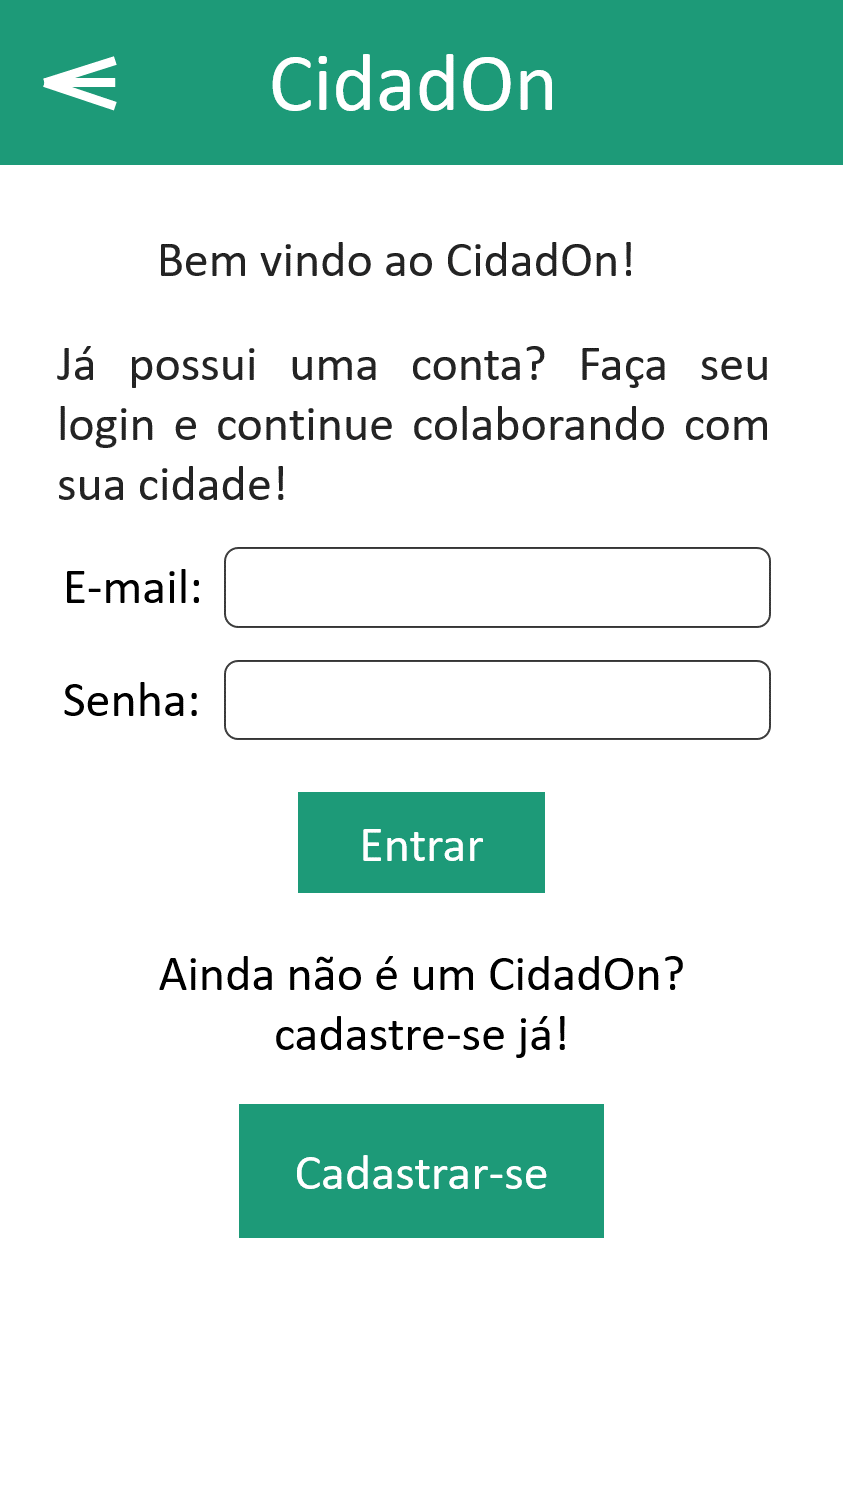 CidadOn
Bem vindo ao CidadOn!
Já possui uma conta? Faça seu
login e continue colaborando com
sua cidade!
E-mail:
Senha:
Entrar
Ainda não é um CidadOn?
cadastre-se já!
Cadastrar-se